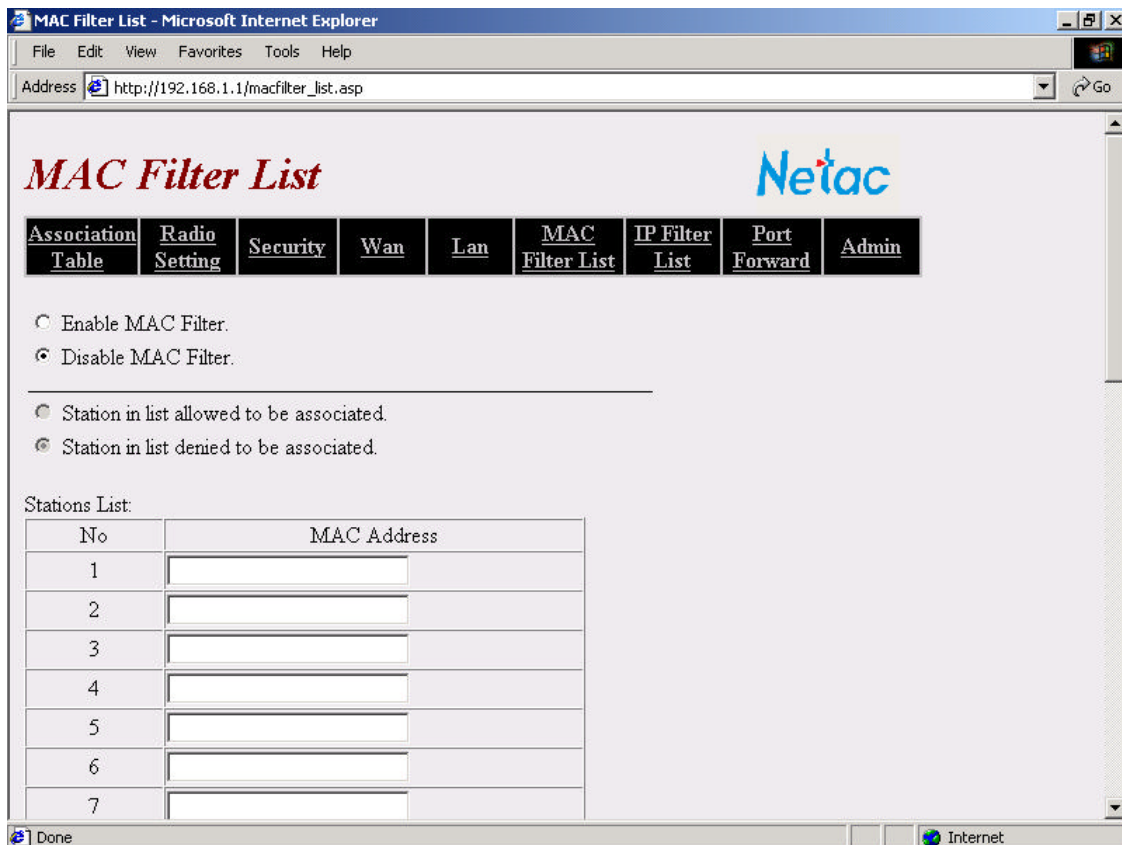 MAC Filter List - Microsoft Internet Explorer
File Edit View Favorites Tools Help
Address http://192.168.1.1/macfilter_list.asp Go
MAC Filter List
Netac
Association Table Radio Setting Security Wan Lan MAC Filter List IP Filter List Port Forward Admin
Enable MAC Filter.
Disable MAC Filter.
Station in list allowed to be associated.
Station in list denied to be associated.
Stations List:
No MAC Address
1
2
3
4
5
6
7
Done Internet